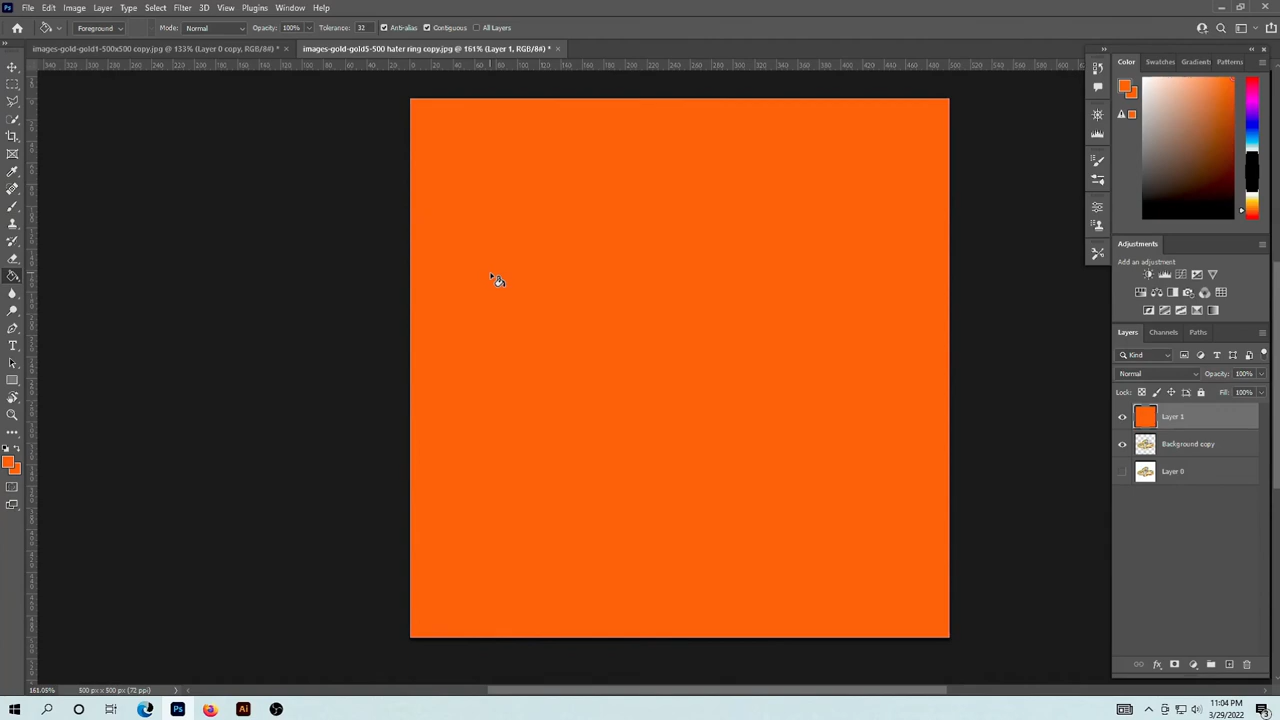 Ps File Edit Image Layer Type Select Filter 3D View Plugins Window Help
Foreground Mode: Normal Opacity: 100% Tolerance: 32 Anti-alias Contiguous All Layers
images-gold-gold1-500x500 copy.jpg @ 133% (Layer 0 copy, RGB/8#) * × images-gold-gold5-500 hater ring copy.jpg @ 161% (Layer 1, RGB/8#) * ×
Color Swatches Gradient Patterns
Adjustments
Add an adjustment
Layers Channels Paths
Kind
Normal Opacity: 100%
Lock: Fill: 100%
Layer 1
Background copy
Layer 0
161.05% 500 px x 500 px (72 ppi)
Ps Ai 11:04 PM
3/29/2022